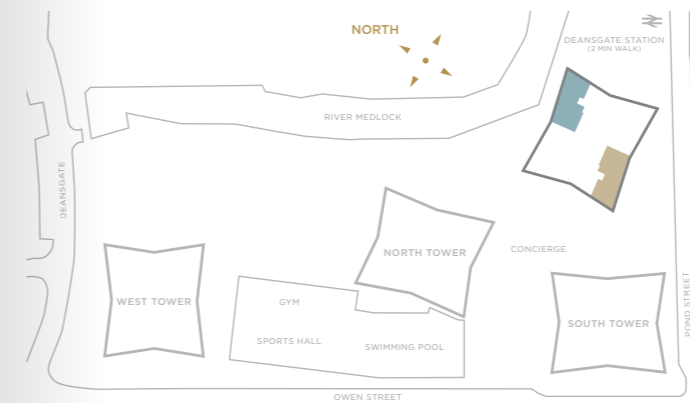 NORTH
DEANSGATE STATION
(2 MIN WALK)
RIVER MEDLOCK
DEANSGATE
NORTH TOWER
CONCIERGE
WEST TOWER
GYM
SPORTS HALL
SWIMMING POOL
SOUTH TOWER
POND STREET
OWEN STREET